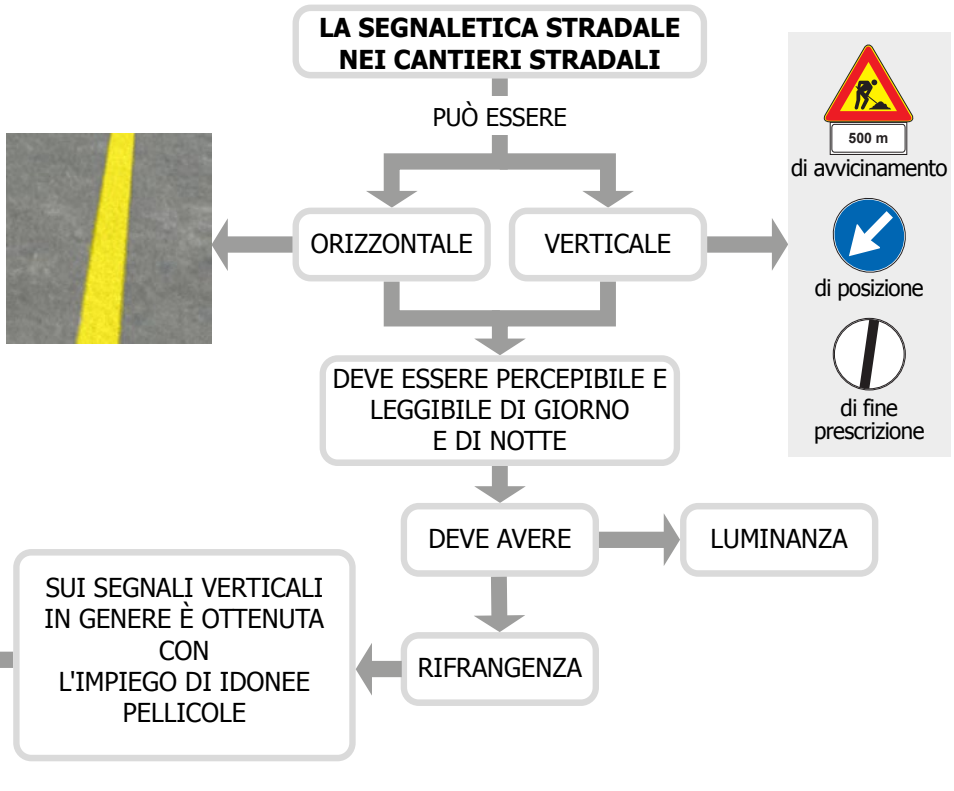 LA SEGNALETICA STRADALE
NEI CANTIERI STRADALI
PUÒ ESSERE
500 m
di avvicinamento
ORIZZONTALE
VERTICALE
di posizione
di fine
prescrizione
DEVE ESSERE PERCEPIBILE E
LEGGIBILE DI GIORNO
E DI NOTTE
DEVE AVERE
LUMINANZA
RIFRANGENZA
SUI SEGNALI VERTICALI
IN GENERE È OTTENUTA
CON
L'IMPIEGO DI IDONEE
PELLICOLE